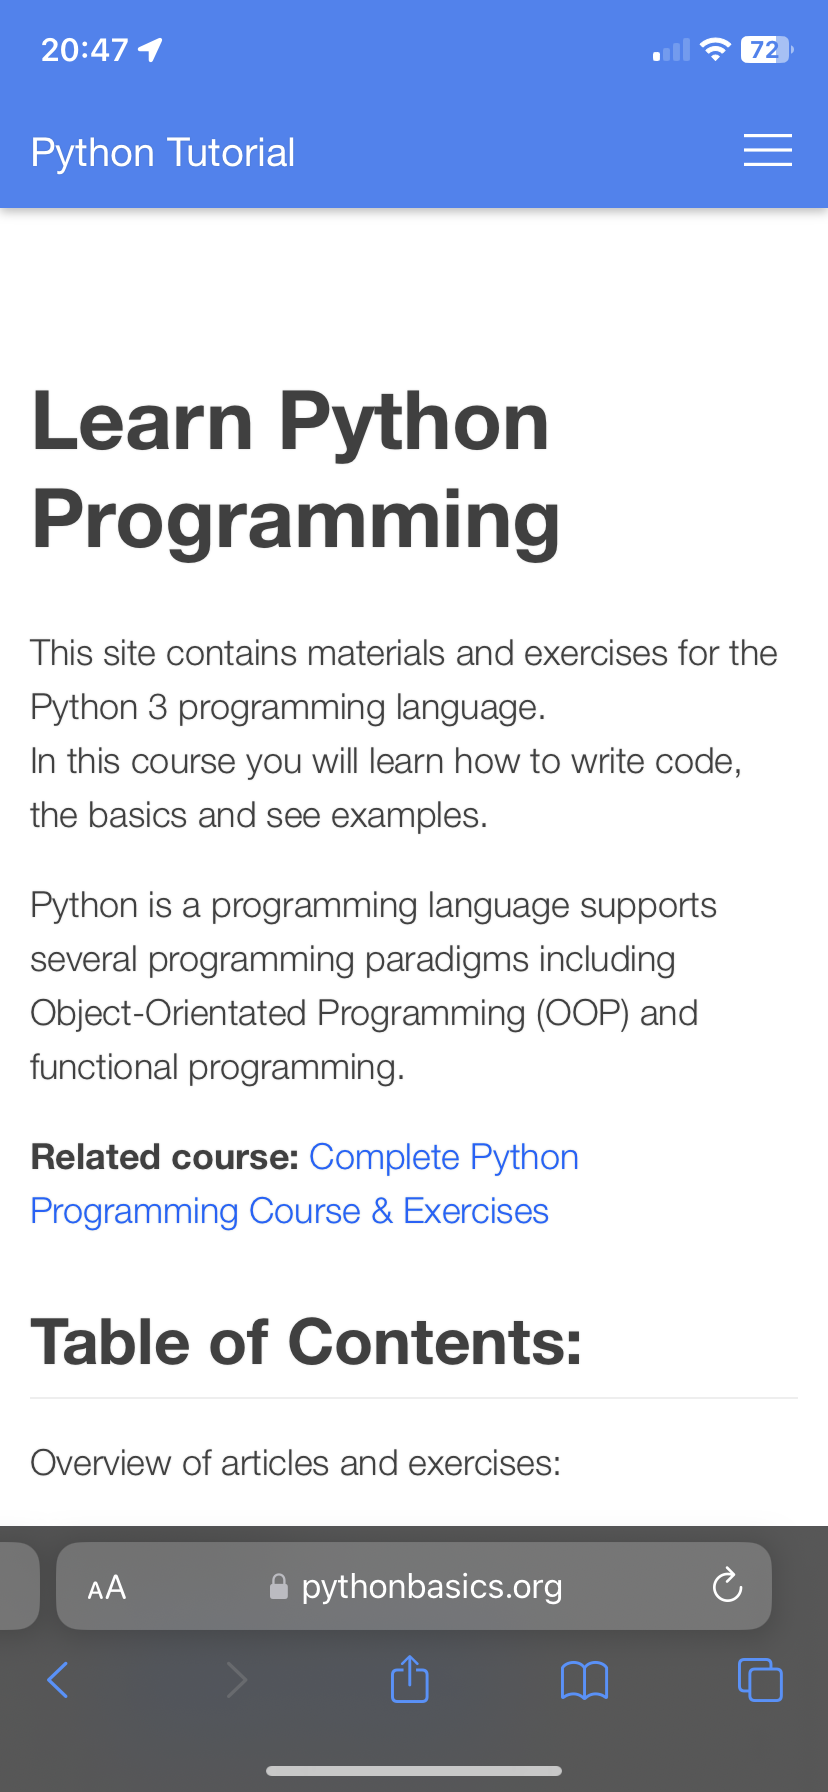 20:47
72
Python Tutorial
Learn Python
Programming
This site contains materials and exercises for the
Python 3 programming language.
In this course you will learn how to write code,
the basics and see examples.
Python is a programming language supports
several programming paradigms including
Object-Orientated Programming (OOP) and
functional programming.
Related course: Complete Python
Programming Course & Exercises
Table of Contents:
Overview of articles and exercises:
AA pythonbasics.org